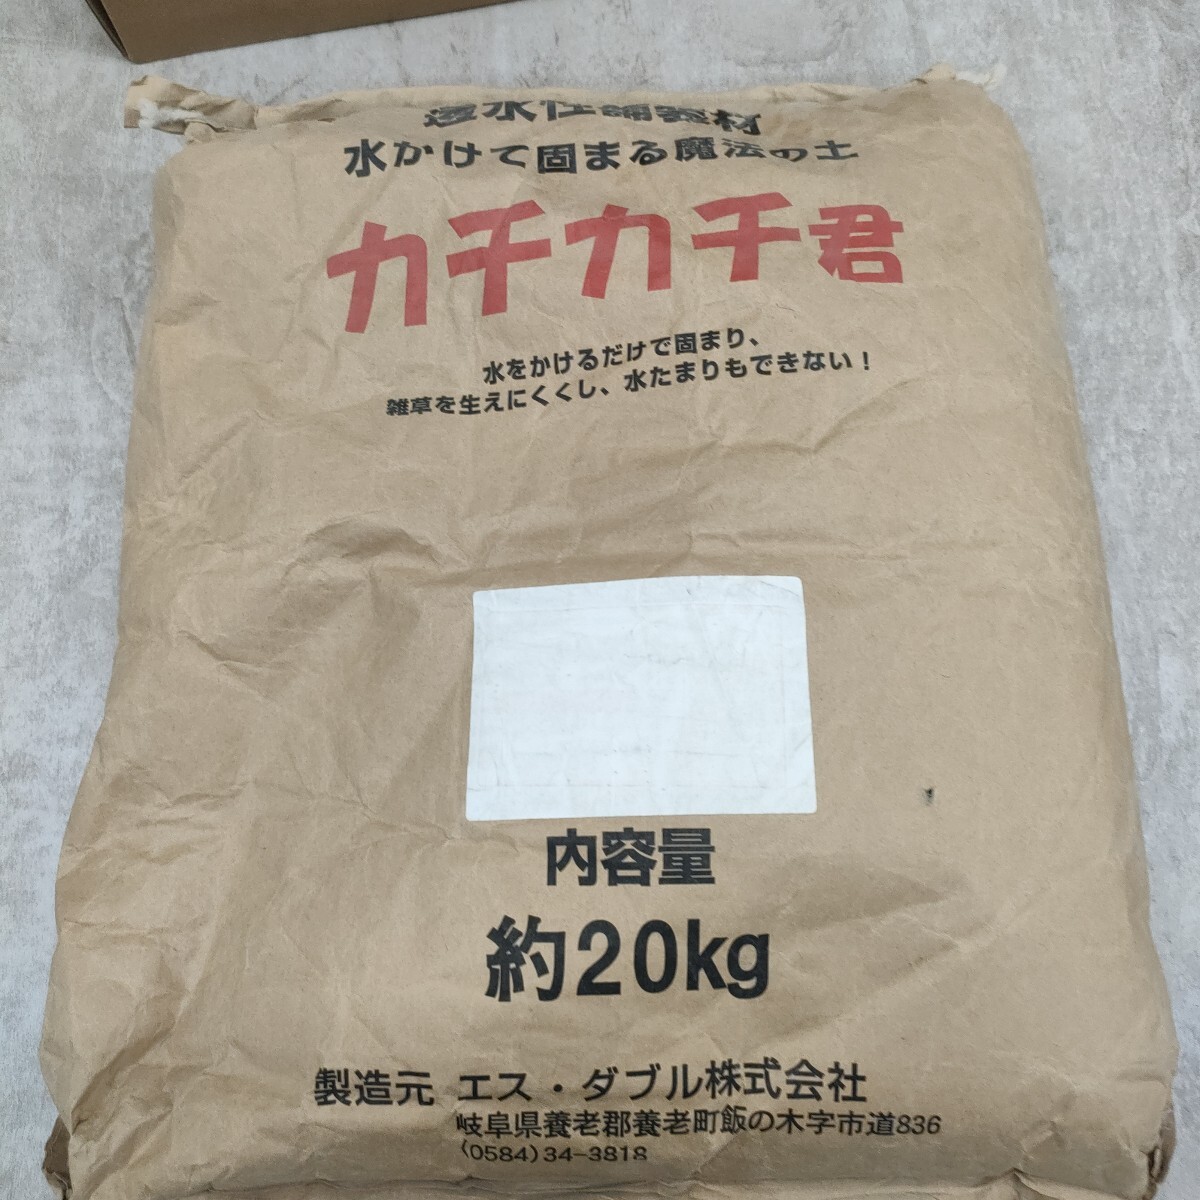 透水性舗装材
水かけて固まる魔法の土
カチカチ君
水をかけるだけで固まり、
雑草を生えにくくし、水たまりもできない！
内容量
約20kg
製造元 エス・ダブル株式会社
岐阜県養老郡養老町飯の木字市道836
(0584)34-3818